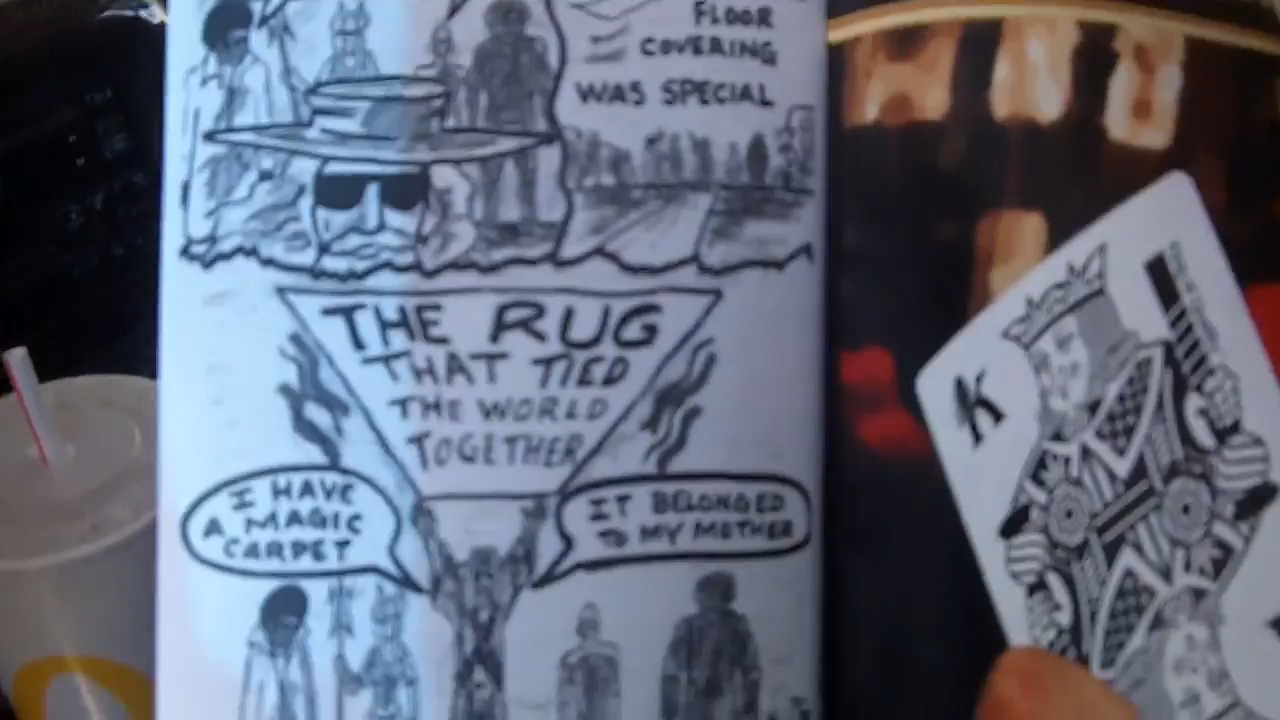 FLOOR
COVERING
WAS SPECIAL
THE RUG
THAT TIED
THE WORLD
TOGETHER
I HAVE
A MAGIC
CARPET
IT BELONGED
TO MY MOTHER
K